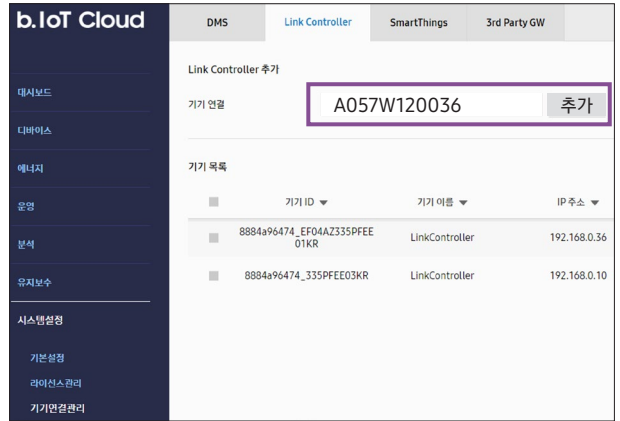 b.IoT Cloud
DMS Link Controller SmartThings 3rd Party GW
Link Controller 추가
기기 연결 A057W120036 추가
기기 목록
기기 ID ▼ 기기 이름 ▼ IP 주소 ▼
8884a96474_EF04AZ335PFEE
01KR LinkController 192.168.0.36
8884a96474_335PFEE03KR LinkController 192.168.0.10
대시보드
디바이스
에너지
운영
분석
유지보수
시스템설정
기본설정
라이선스관리
기기연결관리